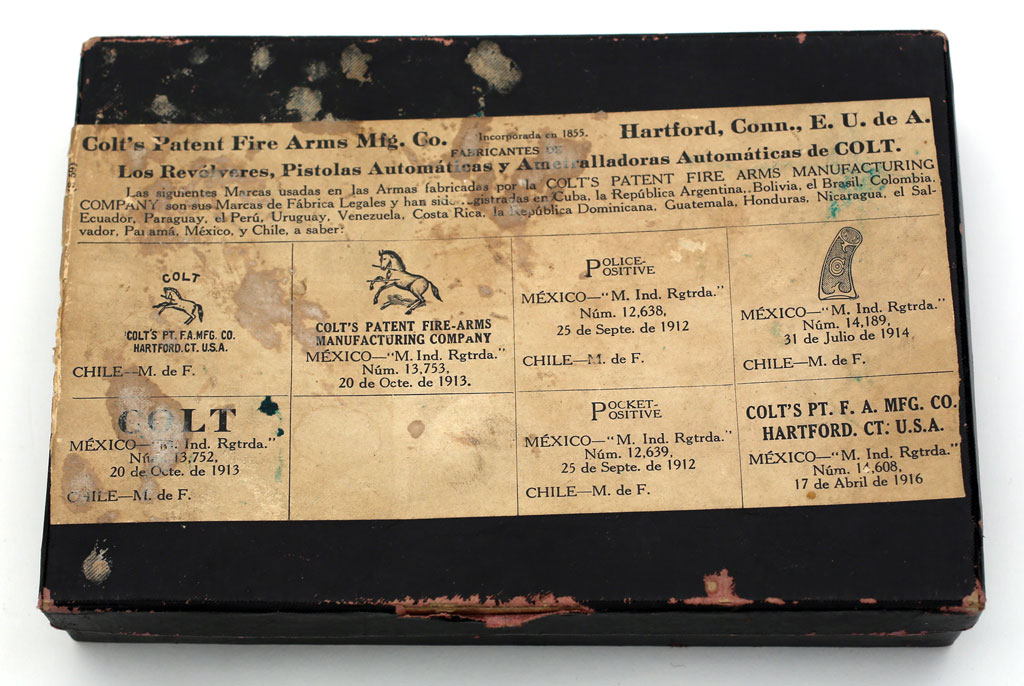 Colt's Patent Fire Arms Mfg. Co. Incorporada en 1855. Hartford, Conn., E. U. de A.
FABRICANTES DE
Los Revólveres, Pistolas Automáticas y Ametralladoras Automáticas de COLT.
Las siguientes Marcas usadas en las Armas fabricadas por la COLT'S PATENT FIRE ARMS MANUFACTURING
COMPANY son sus Marcas de Fábrica Legales y han sido registradas en Cuba, la República Argentina, Bolivia, el Brasil, Colombia,
Ecuador, Paraguay, el Perú, Uruguay, Venezuela, Costa Rica, la República Dominicana, Guatemala, Honduras, Nicaragua, el Sal-
vador, Panamá, México, y Chile, a saber:
COLT
COLT'S PT. F.A. MFG. CO.
HARTFORD. CT. U.S.A.
CHILE—M. de F.
COLT'S PATENT FIRE-ARMS
MANUFACTURING COMPANY
MÉXICO—"M. Ind. Rgtrda."
Núm. 13,753,
20 de Octe. de 1913.
POLICE-
POSITIVE
MÉXICO—"M. Ind. Rgtrda."
Núm. 12,638,
25 de Septe. de 1912
CHILE—M. de F.
MÉXICO—"M. Ind. Rgtrda."
Núm. 14,189,
31 de Julio de 1914
CHILE—M. de F.
COLT
MÉXICO—"M. Ind. Rgtrda."
Núm. 13,752,
20 de Octe. de 1913
CHILE—M. de F.
POCKET-
POSITIVE
MÉXICO—"M. Ind. Rgtrda."
Núm. 12,639,
25 de Septe. de 1912
CHILE—M. de F.
COLT'S PT. F. A. MFG. CO.
HARTFORD. CT. U.S.A.
MÉXICO—"M. Ind. Rgtrda."
Núm. 14,608,
17 de Abril de 1916